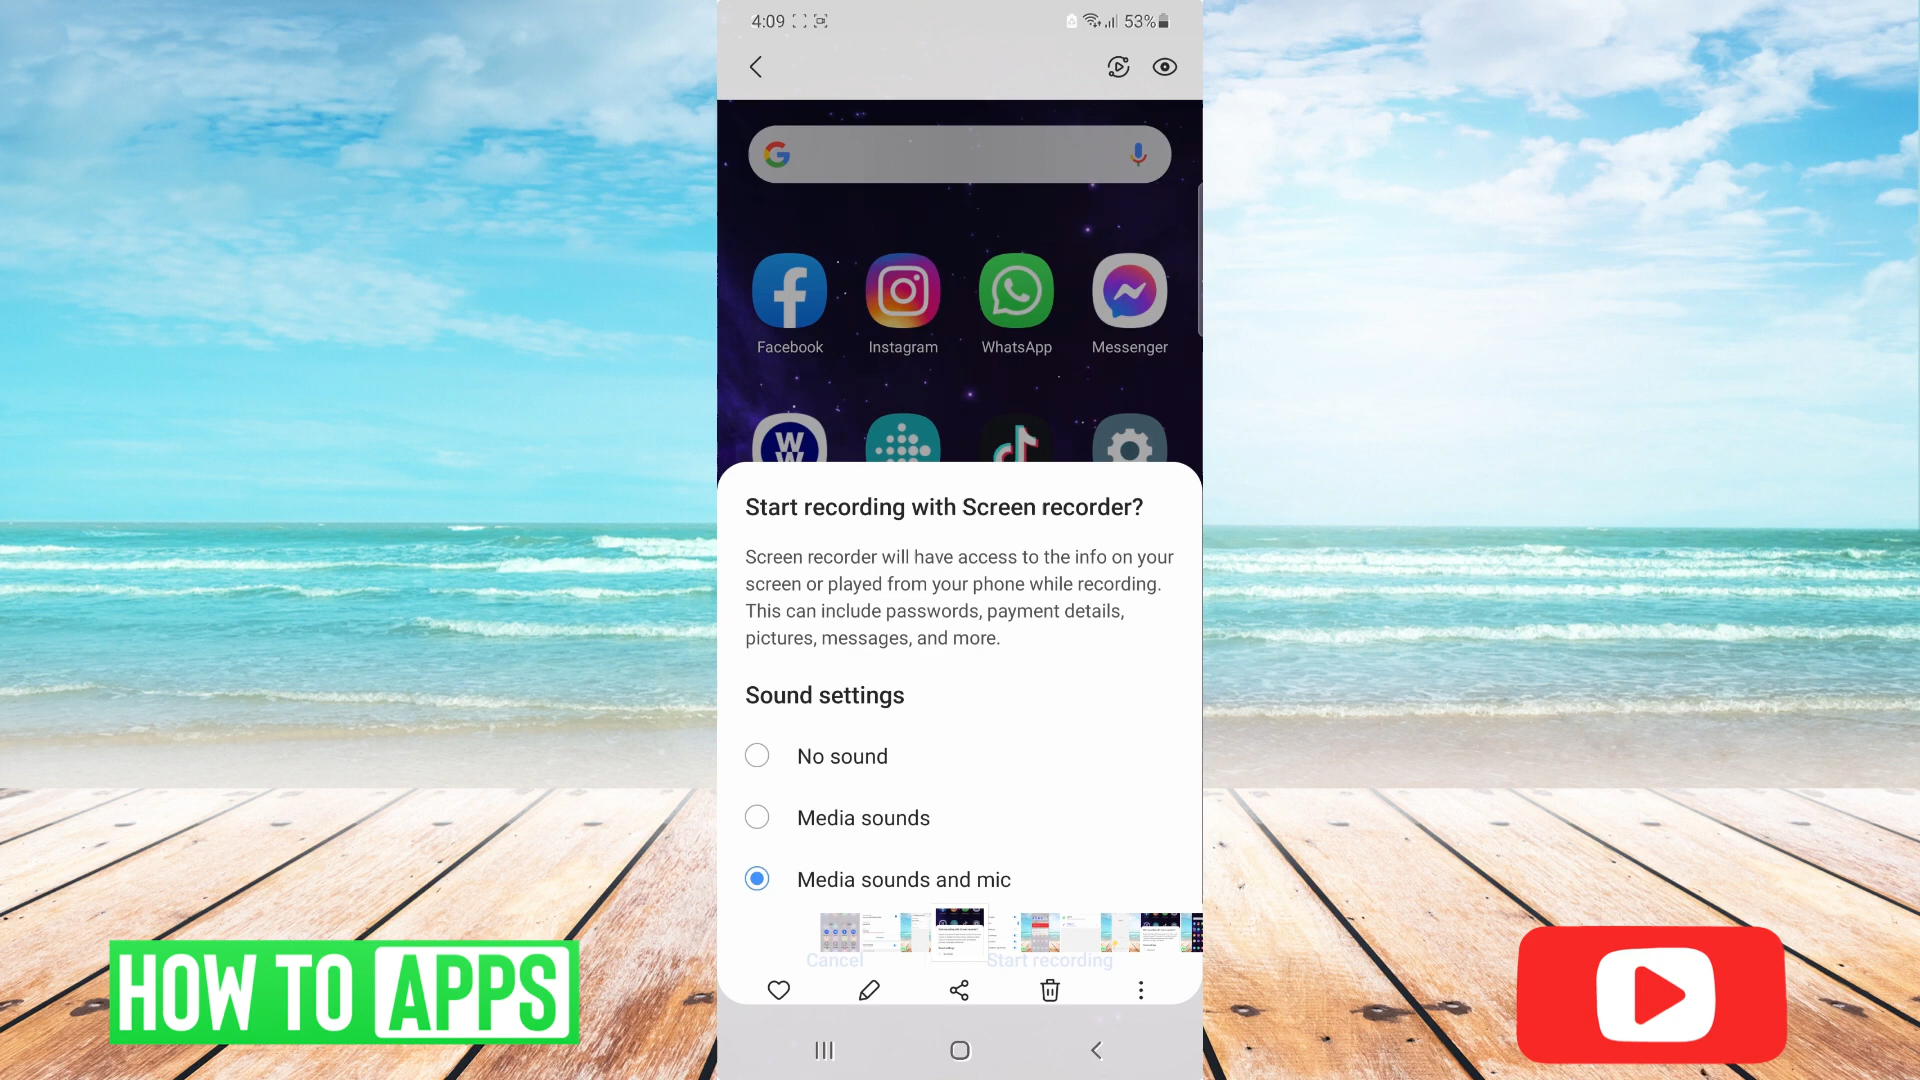 4:09
53%
Facebook
Instagram
WhatsApp
Messenger
Start recording with Screen recorder?
Screen recorder will have access to the info on your
screen or played from your phone while recording.
This can include passwords, payment details,
pictures, messages, and more.
Sound settings
No sound
Media sounds
Media sounds and mic
Cancel
Start recording
HOW TO APPS